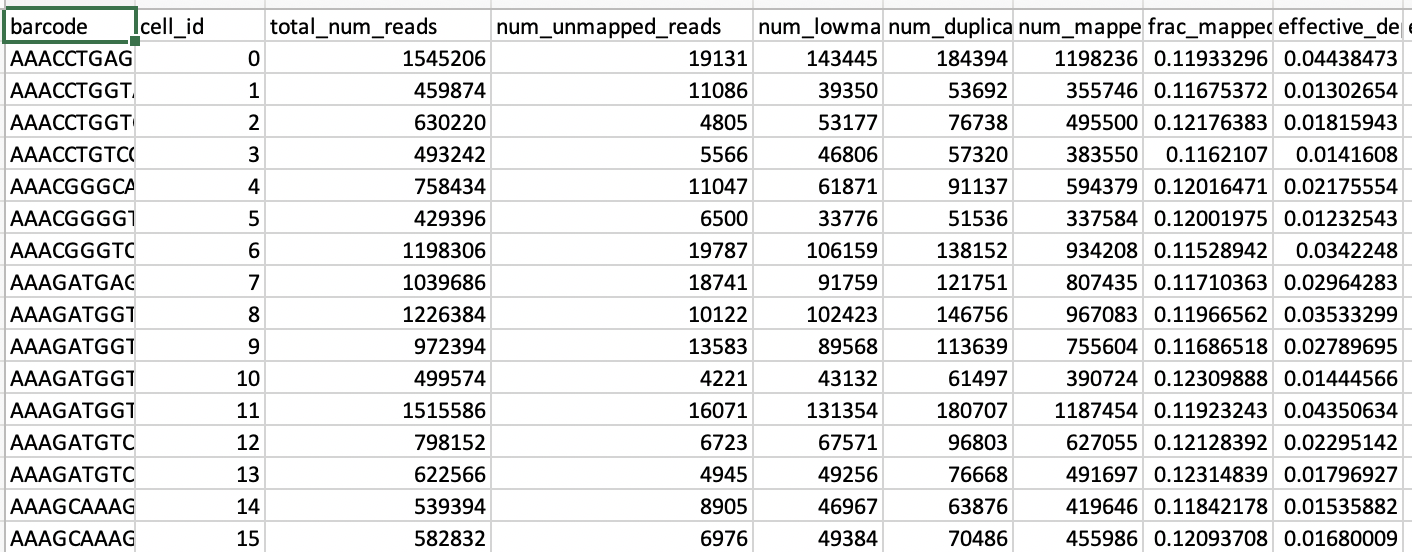 barcode cell_id total_num_reads num_unmapped_reads num_lowma num_duplica num_mappe frac_mapped effective_de
AAACCTGAG 0 1545206 19131 143445 184394 1198236 0.11933296 0.04438473
AAACCTGGT 1 459874 11086 39350 53692 355746 0.11675372 0.01302654
AAACCTGGT 2 630220 4805 53177 76738 495500 0.12176383 0.01815943
AAACCTGTC 3 493242 5566 46806 57320 383550 0.1162107 0.0141608
AAACGGGCA 4 758434 11047 61871 91137 594379 0.12016471 0.02175554
AAACGGGGT 5 429396 6500 33776 51536 337584 0.12001975 0.01232543
AAACGGGTC 6 1198306 19787 106159 138152 934208 0.11528942 0.0342248
AAAGATGAG 7 1039686 18741 91759 121751 807435 0.11710363 0.02964283
AAAGATGGT 8 1226384 10122 102423 146756 967083 0.11966562 0.03533299
AAAGATGGT 9 972394 13583 89568 113639 755604 0.11686518 0.02789695
AAAGATGGT 10 499574 4221 43132 61497 390724 0.12309888 0.01444566
AAAGATGGT 11 1515586 16071 131354 180707 1187454 0.11923243 0.04350634
AAAGATGTC 12 798152 6723 67571 96803 627055 0.12128392 0.02295142
AAAGATGTC 13 622566 4945 49256 76668 491697 0.12314839 0.01796927
AAAGCAAAG 14 539394 8905 46967 63876 419646 0.11842178 0.01535882
AAAGCAAAG 15 582832 6976 49384 70486 455986 0.12093708 0.01680009